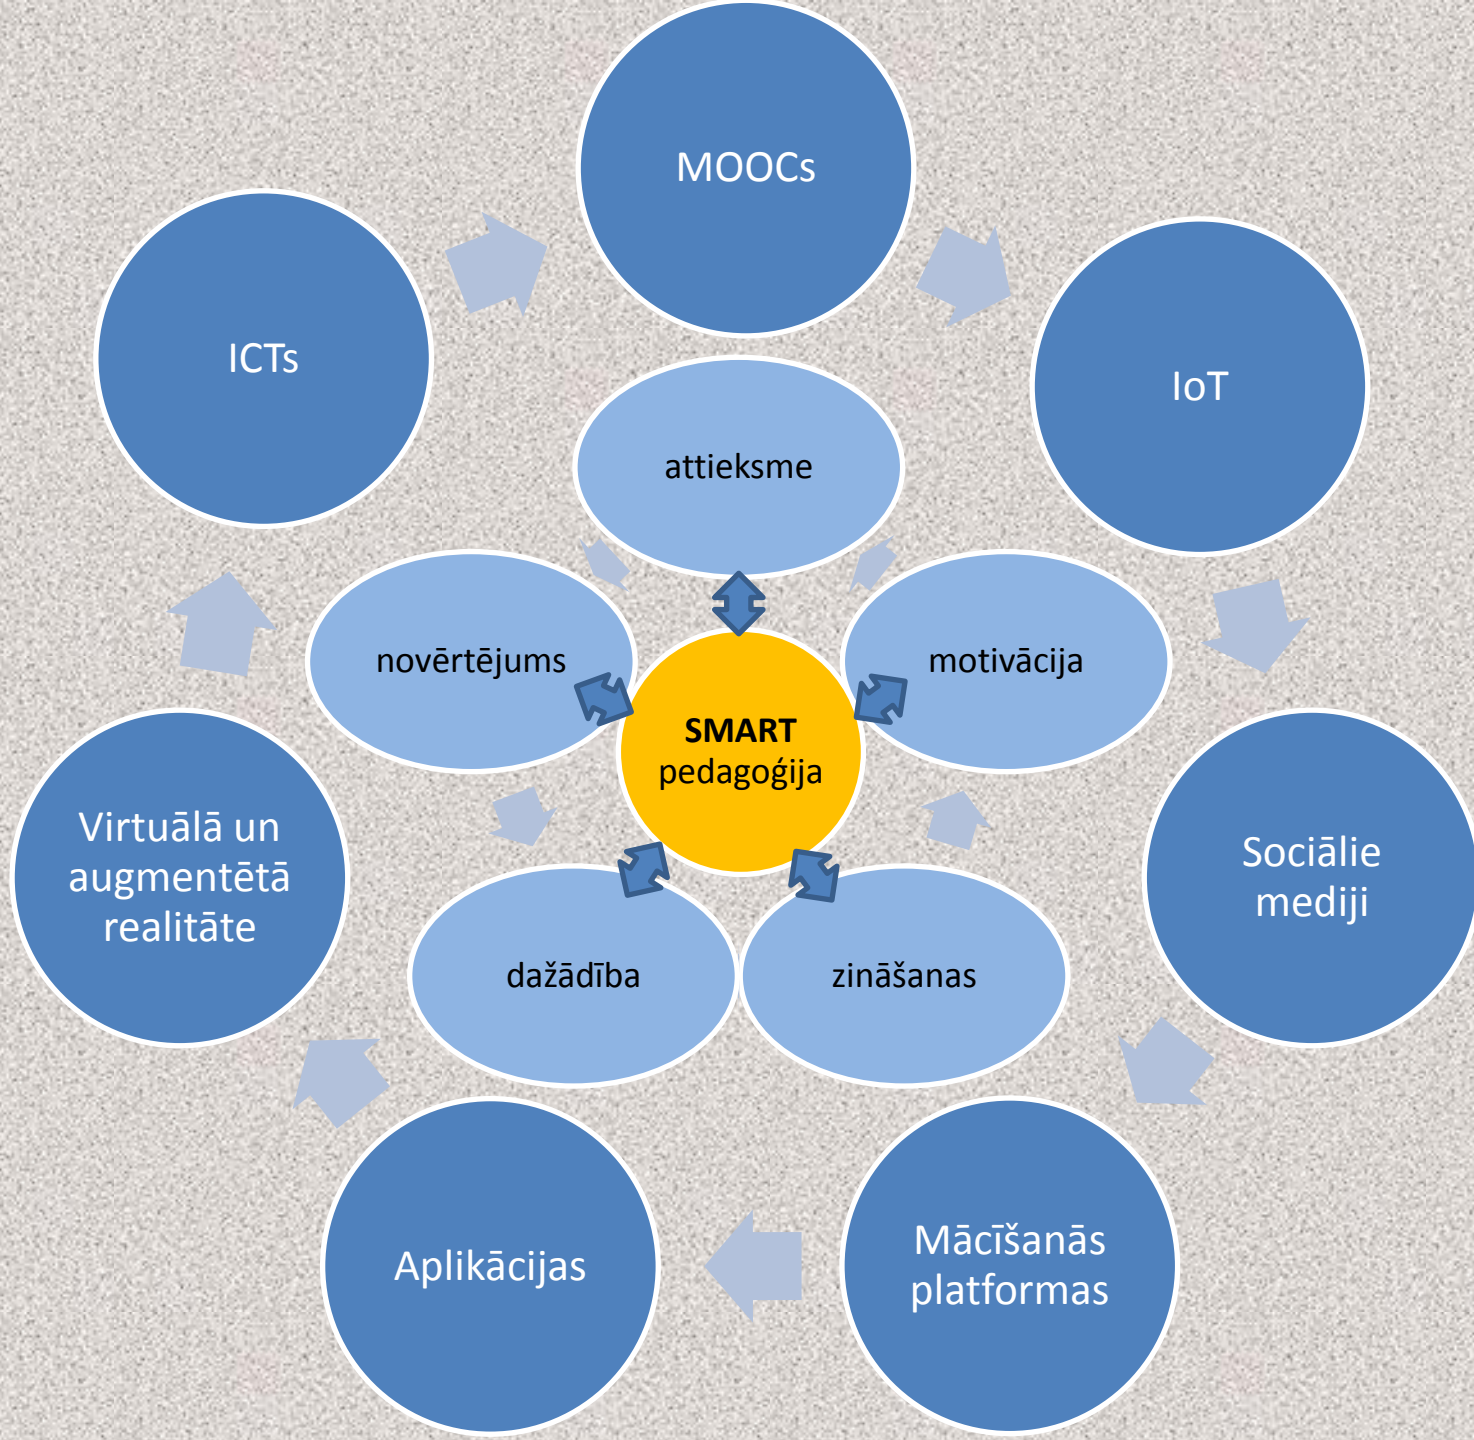 MOOCs
ICTs
IoT
attieksme
novērtējums
motivācija
SMART
pedagoģija
Virtuālā un
augmentētā
realitāte
Sociālie
mediji
dažādība
zināšanas
Aplikācijas
Mācīšanās
platformas